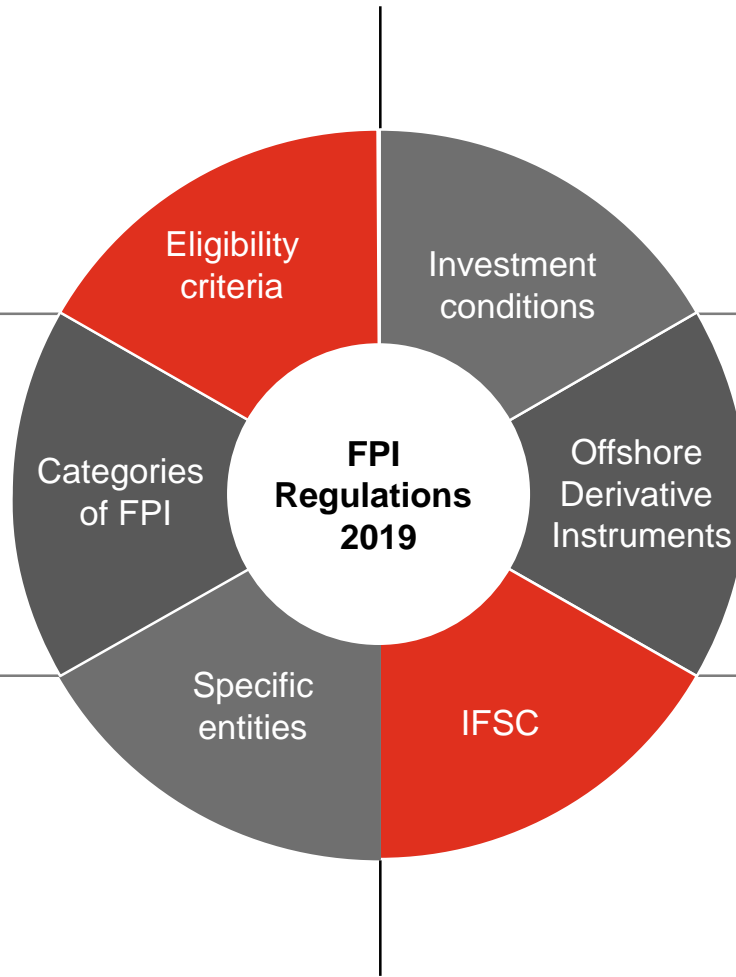 Eligibility
criteria
Investment
conditions
Categories
of FPI
FPI
Regulations
2019
Offshore
Derivative
Instruments
Specific
entities
IFSC